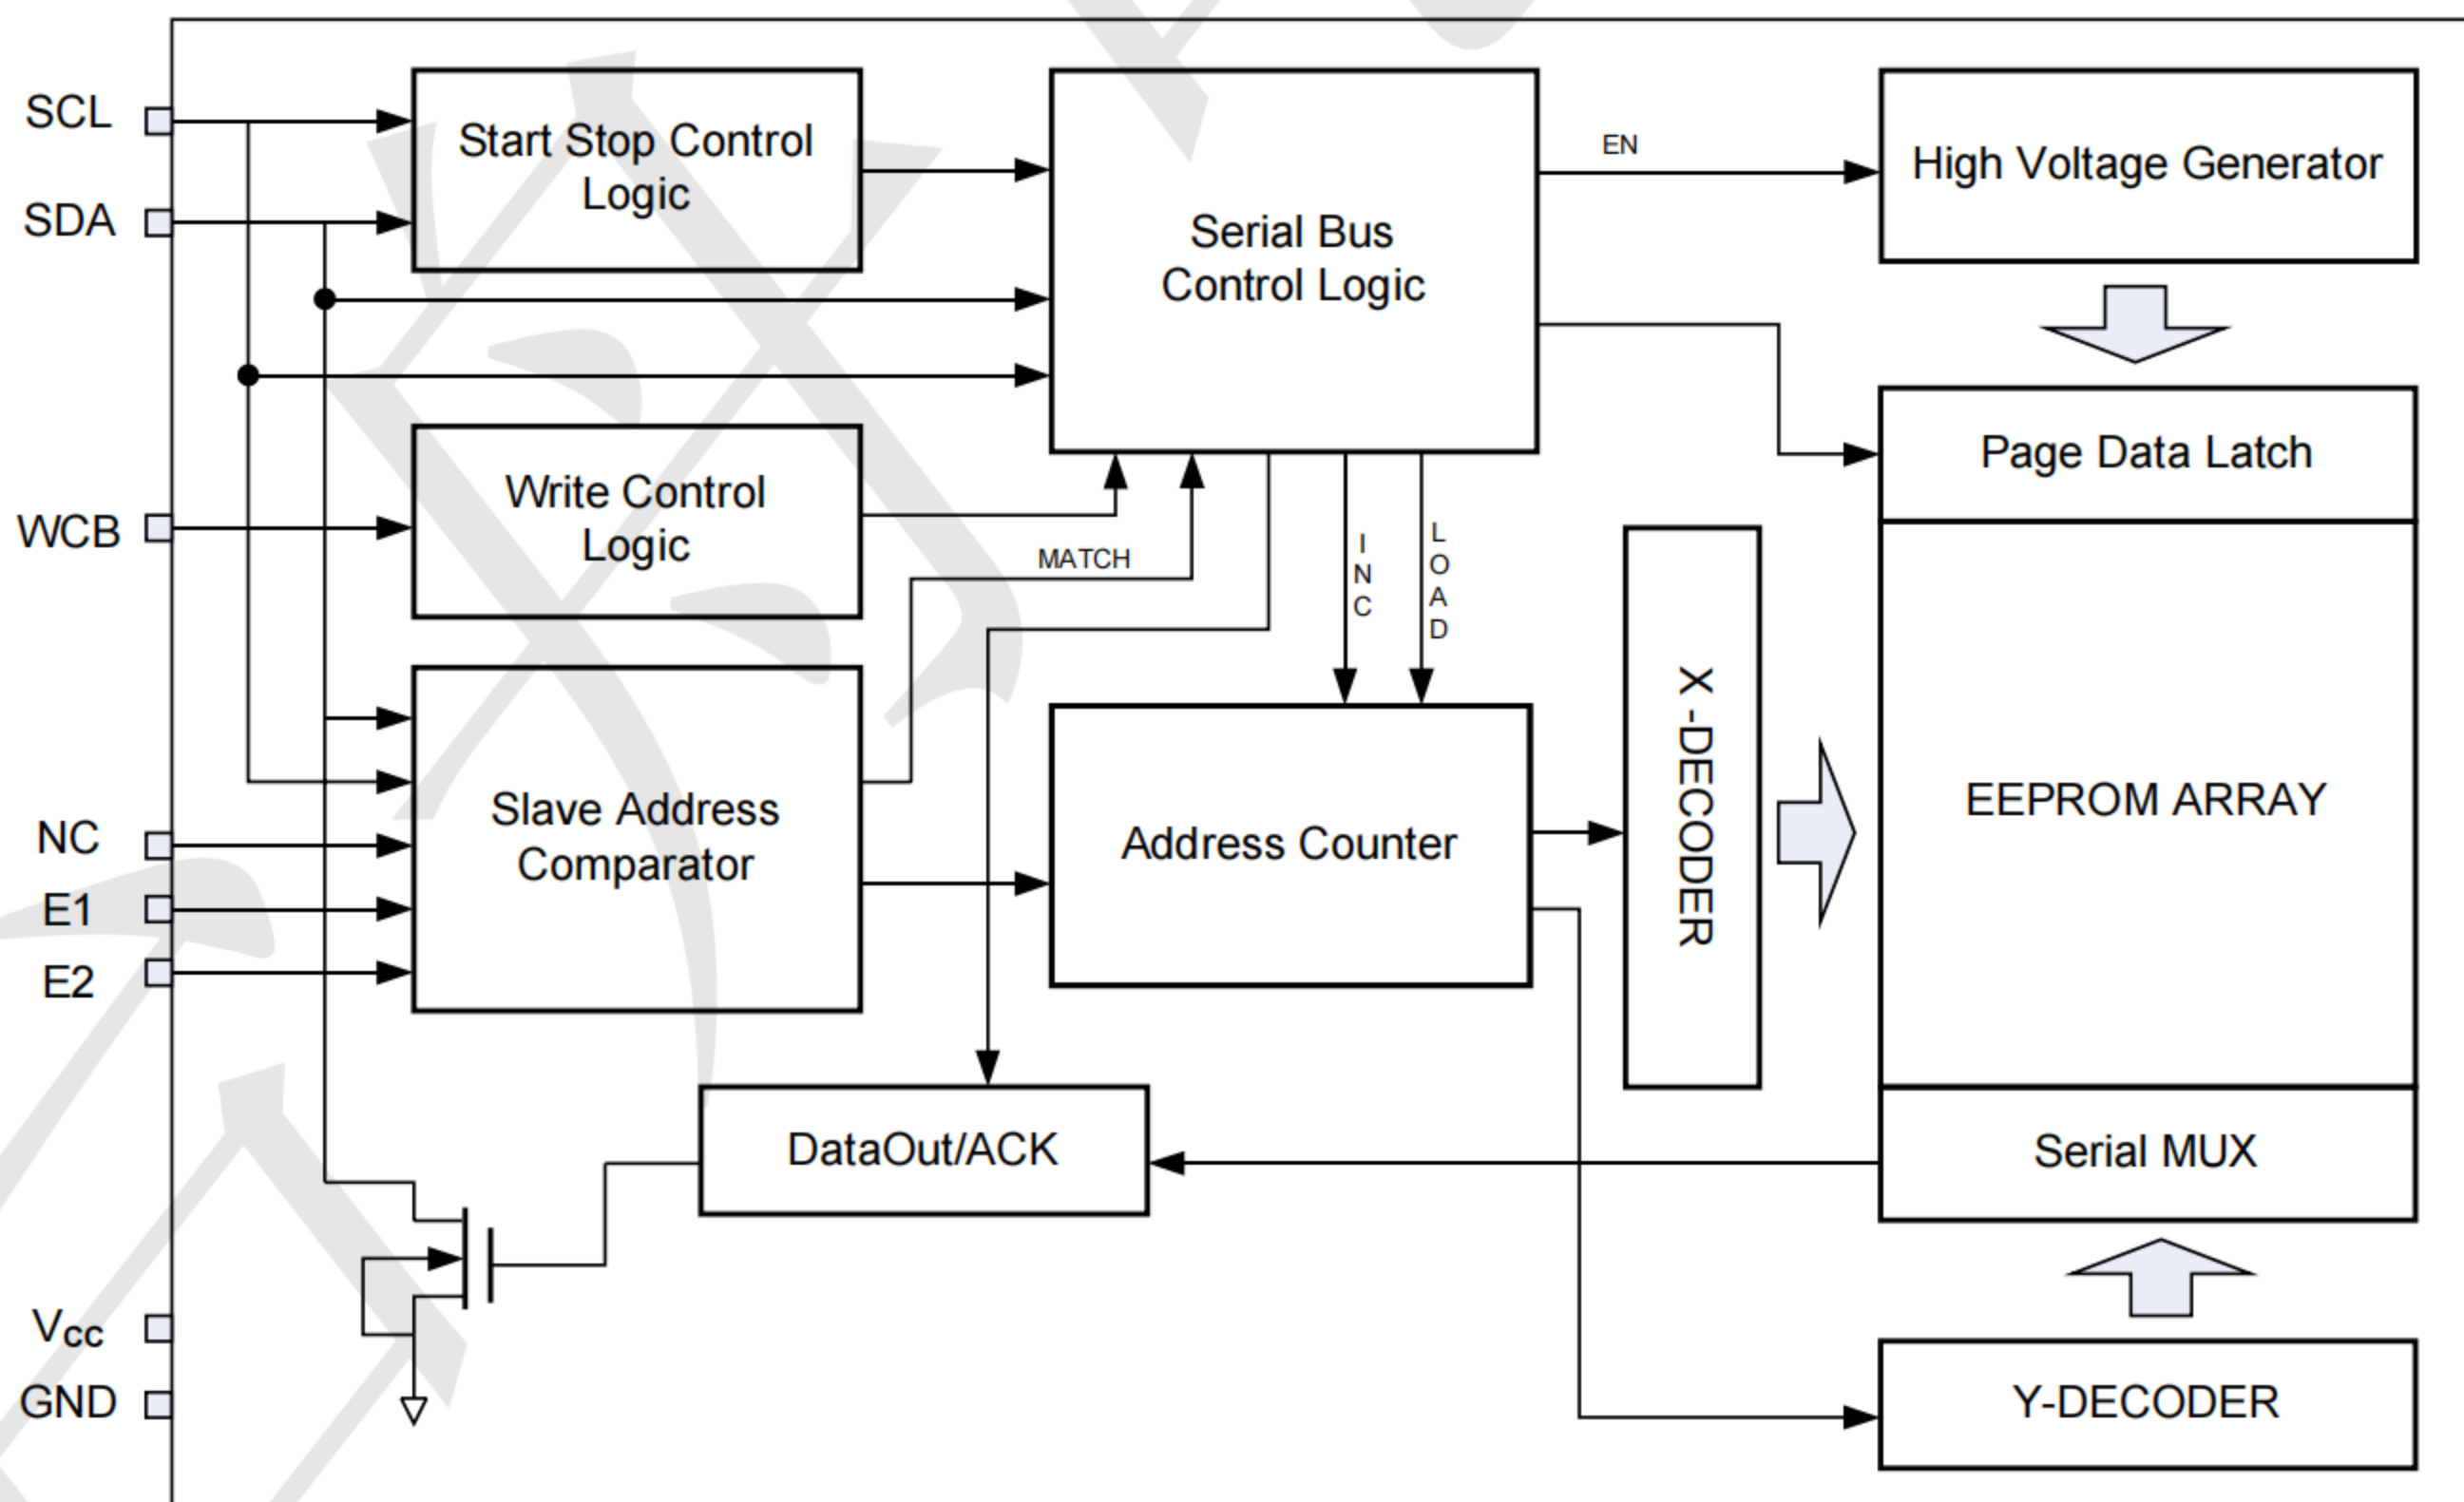 SCL
SDA
WCB
NC
E1
E2
Vcc
GND
Start Stop Control
Logic
Write Control
Logic
Slave Address
Comparator
Serial Bus
Control Logic
MATCH
INC
LOAD
Address Counter
DataOut/ACK
EN
High Voltage Generator
Page Data Latch
X -DECODER
EEPROM ARRAY
Serial MUX
Y-DECODER